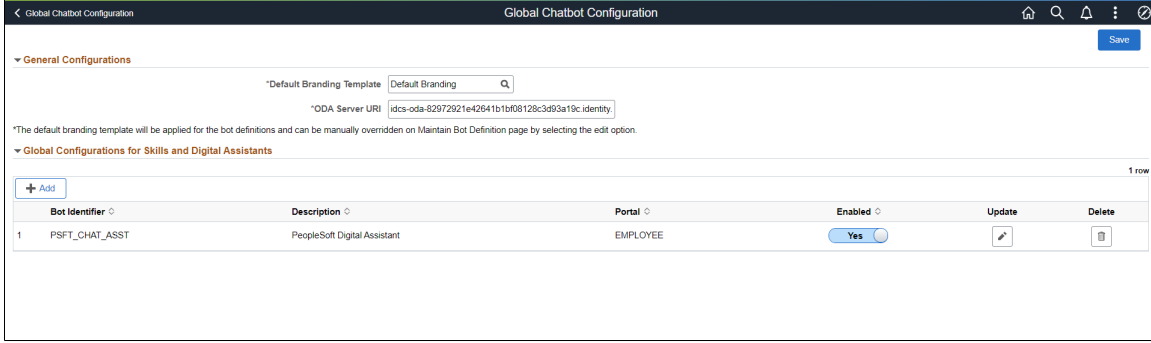 Global Chatbot Configuration
Global Chatbot Configuration
Save
General Configurations
*Default Branding Template Default Branding
*ODA Server URI idcs-oda-82972921e42641b1bf08128c3d93a19c.identity.
*The default branding template will be applied for the bot definitions and can be manually overridden on Maintain Bot Definition page by selecting the edit option.
Global Configurations for Skills and Digital Assistants
1 row
Add
Bot Identifier Description Portal Enabled Update Delete
1 PSFT_CHAT_ASST PeopleSoft Digital Assistant EMPLOYEE Yes